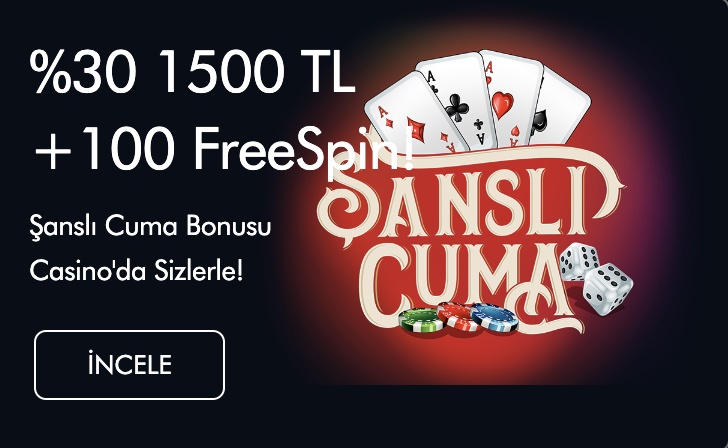 %30 1500 TL
+100 FreeSpin!
Şanslı Cuma Bonusu
Casino'da Sizlerle!
İNCELE
A
A
A
A
ŞANSLI
CUMA